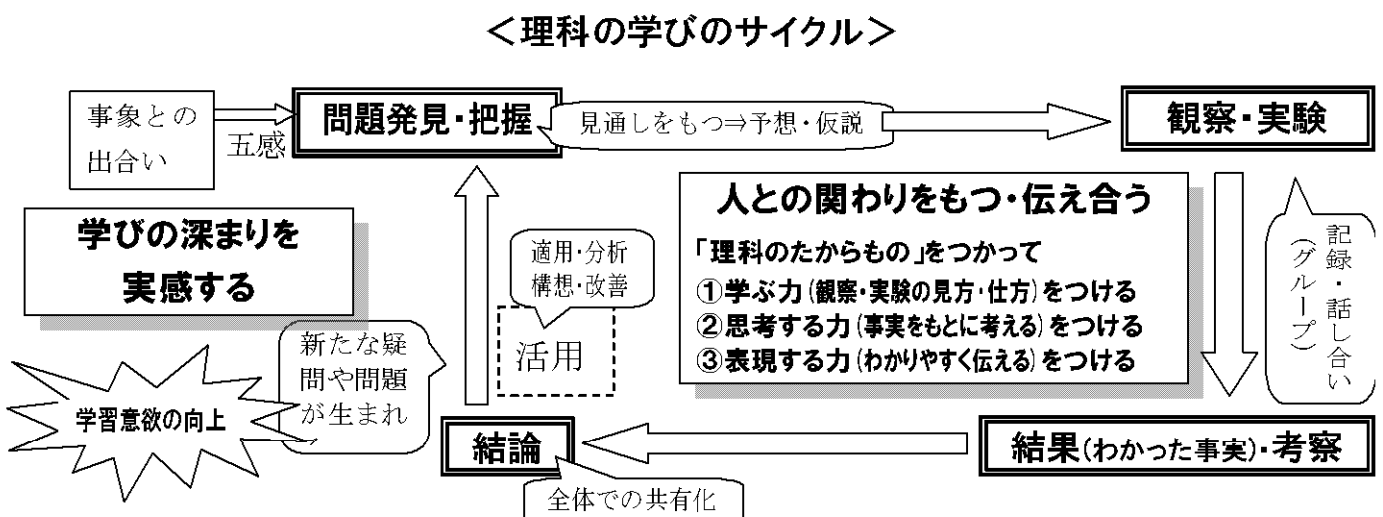 ＜理科の学びのサイクル＞
事象との
出合い
五感
問題発見・把握
見通しをもつ⇒予想・仮説
観察・実験
学びの深まりを
実感する
適用・分析
構想・改善
活用
人との関わりをもつ・伝え合う
「理科のたからもの」をつかって
①学ぶ力（観察・実験の見方・仕方）をつける
②思考する力（事実をもとに考える）をつける
③表現する力（わかりやすく伝える）をつける
記録・話し合い
（グループ）
新たな疑
問や問題
が生まれ
学習意欲の向上
結論
結果（わかった事実）・考察
全体での共有化